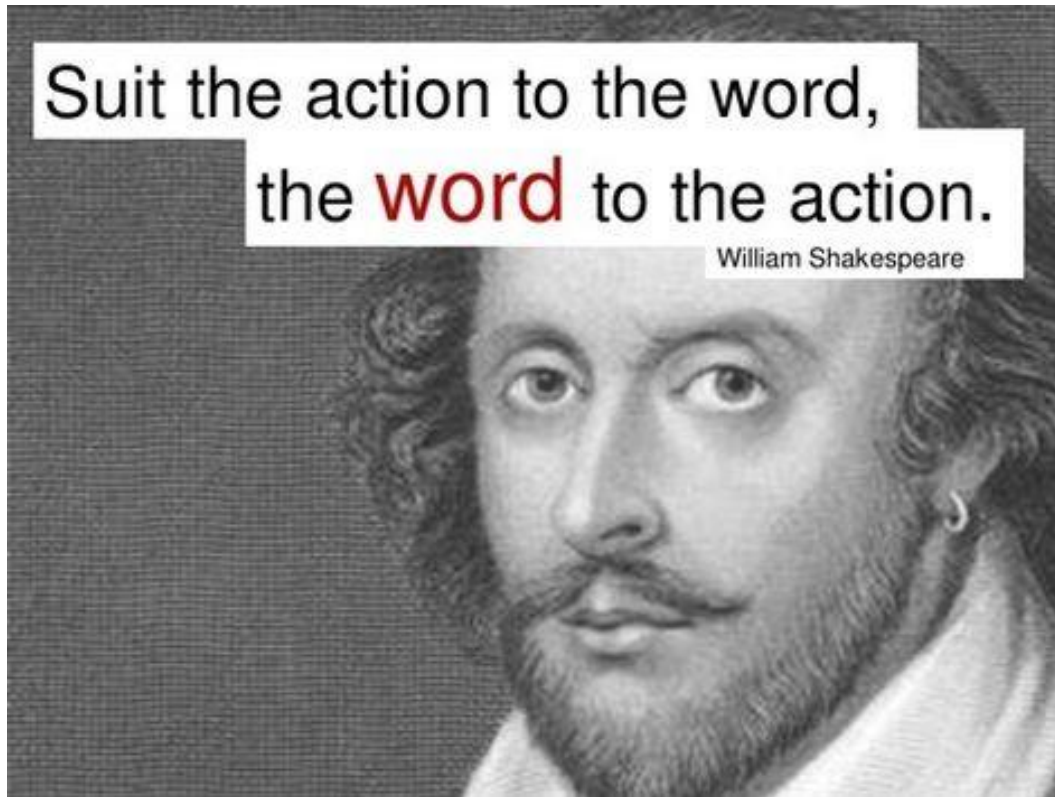 Suit the action to the word,
the word to the action.
William Shakespeare